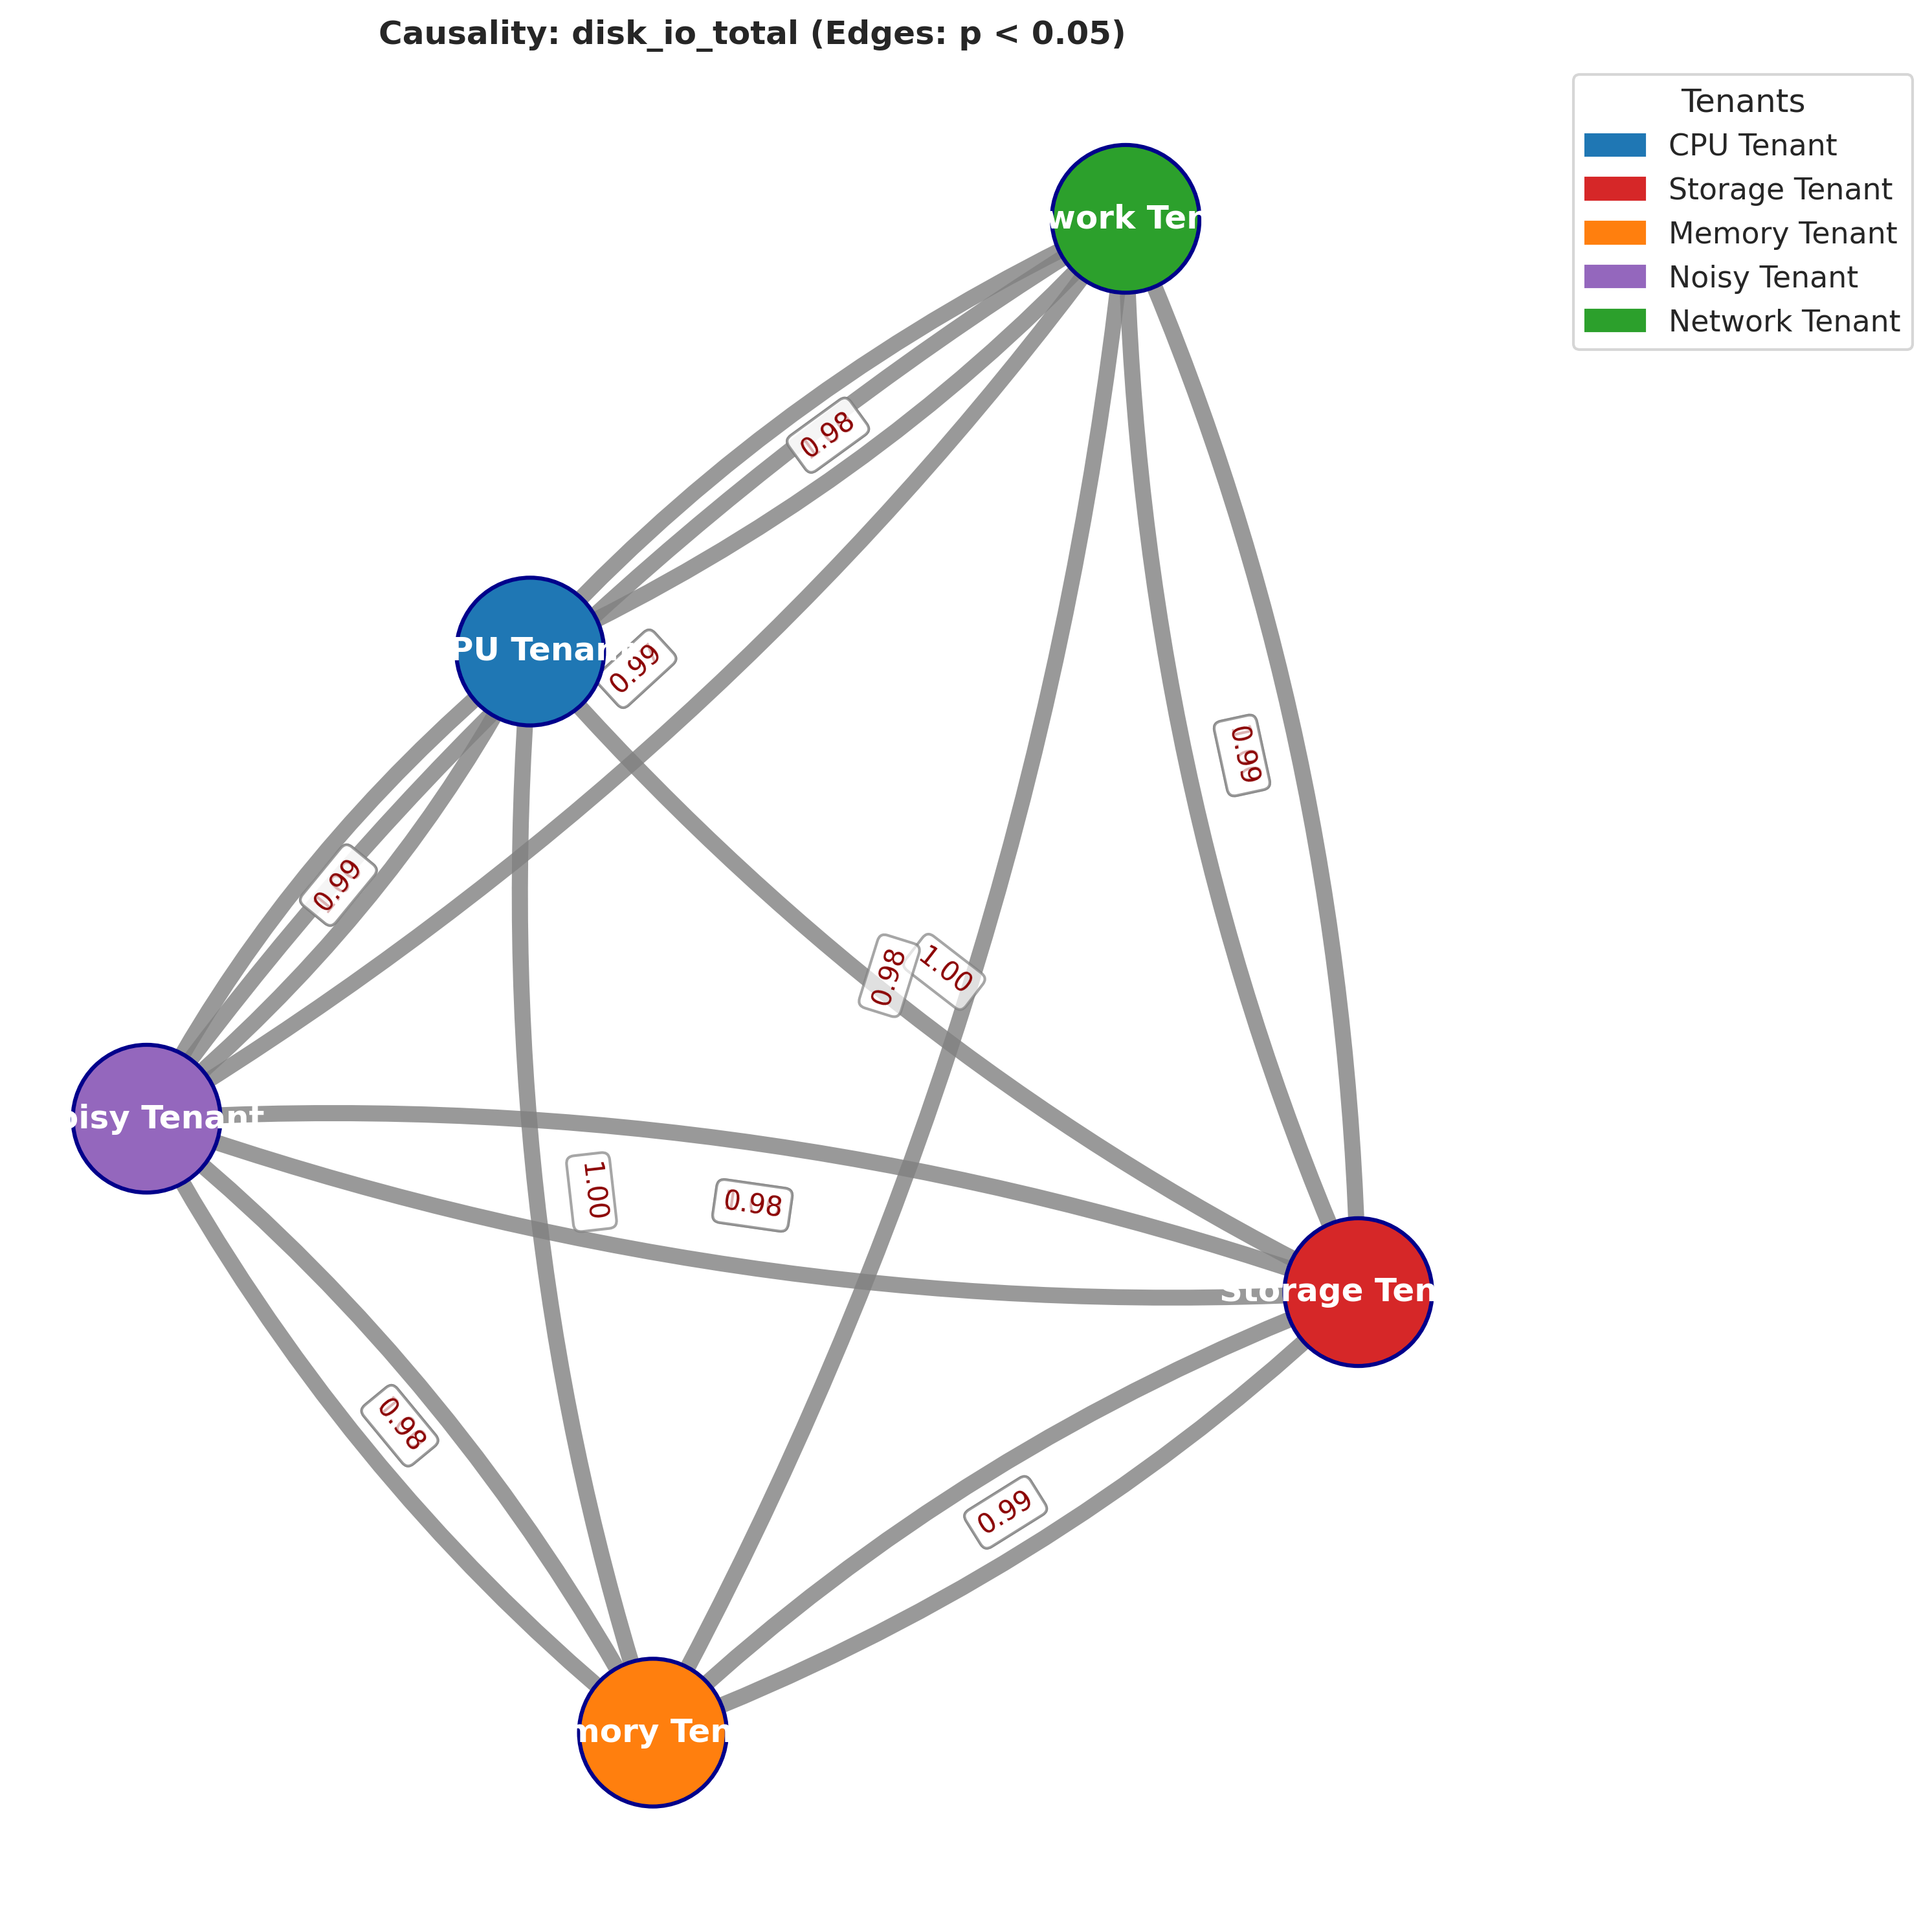 Causality: disk_io_total (Edges: p < 0.05)
Tenants
CPU Tenant
Storage Tenant
Memory Tenant
Noisy Tenant
Network Tenant
work Ten
0.98
PU Tenan
0.99
0.99
0.99
0.98
1.00
oisy Tenant
1.00
0.98
Storage Ten
0.98
0.99
mory Ten